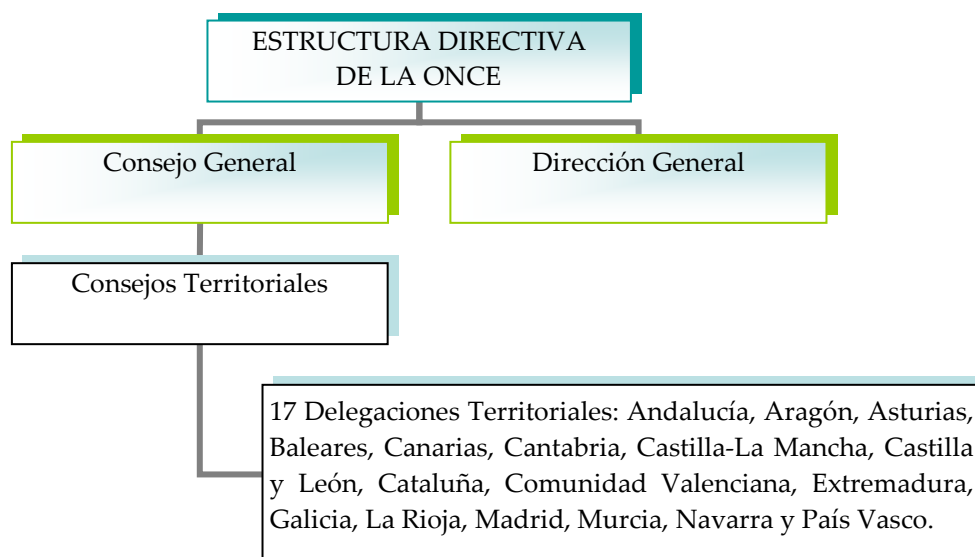 ESTRUCTURA DIRECTIVA
DE LA ONCE
Consejo General
Dirección General
Consejos Territoriales
17 Delegaciones Territoriales: Andalucía, Aragón, Asturias,
Baleares, Canarias, Cantabria, Castilla-La Mancha, Castilla
y León, Cataluña, Comunidad Valenciana, Extremadura,
Galicia, La Rioja, Madrid, Murcia, Navarra y País Vasco.